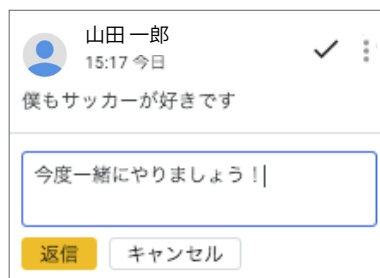 山田 一郎
15:17 今日
僕もサッカーが好きです
今度一緒にやりましょう！
返信
キャンセル